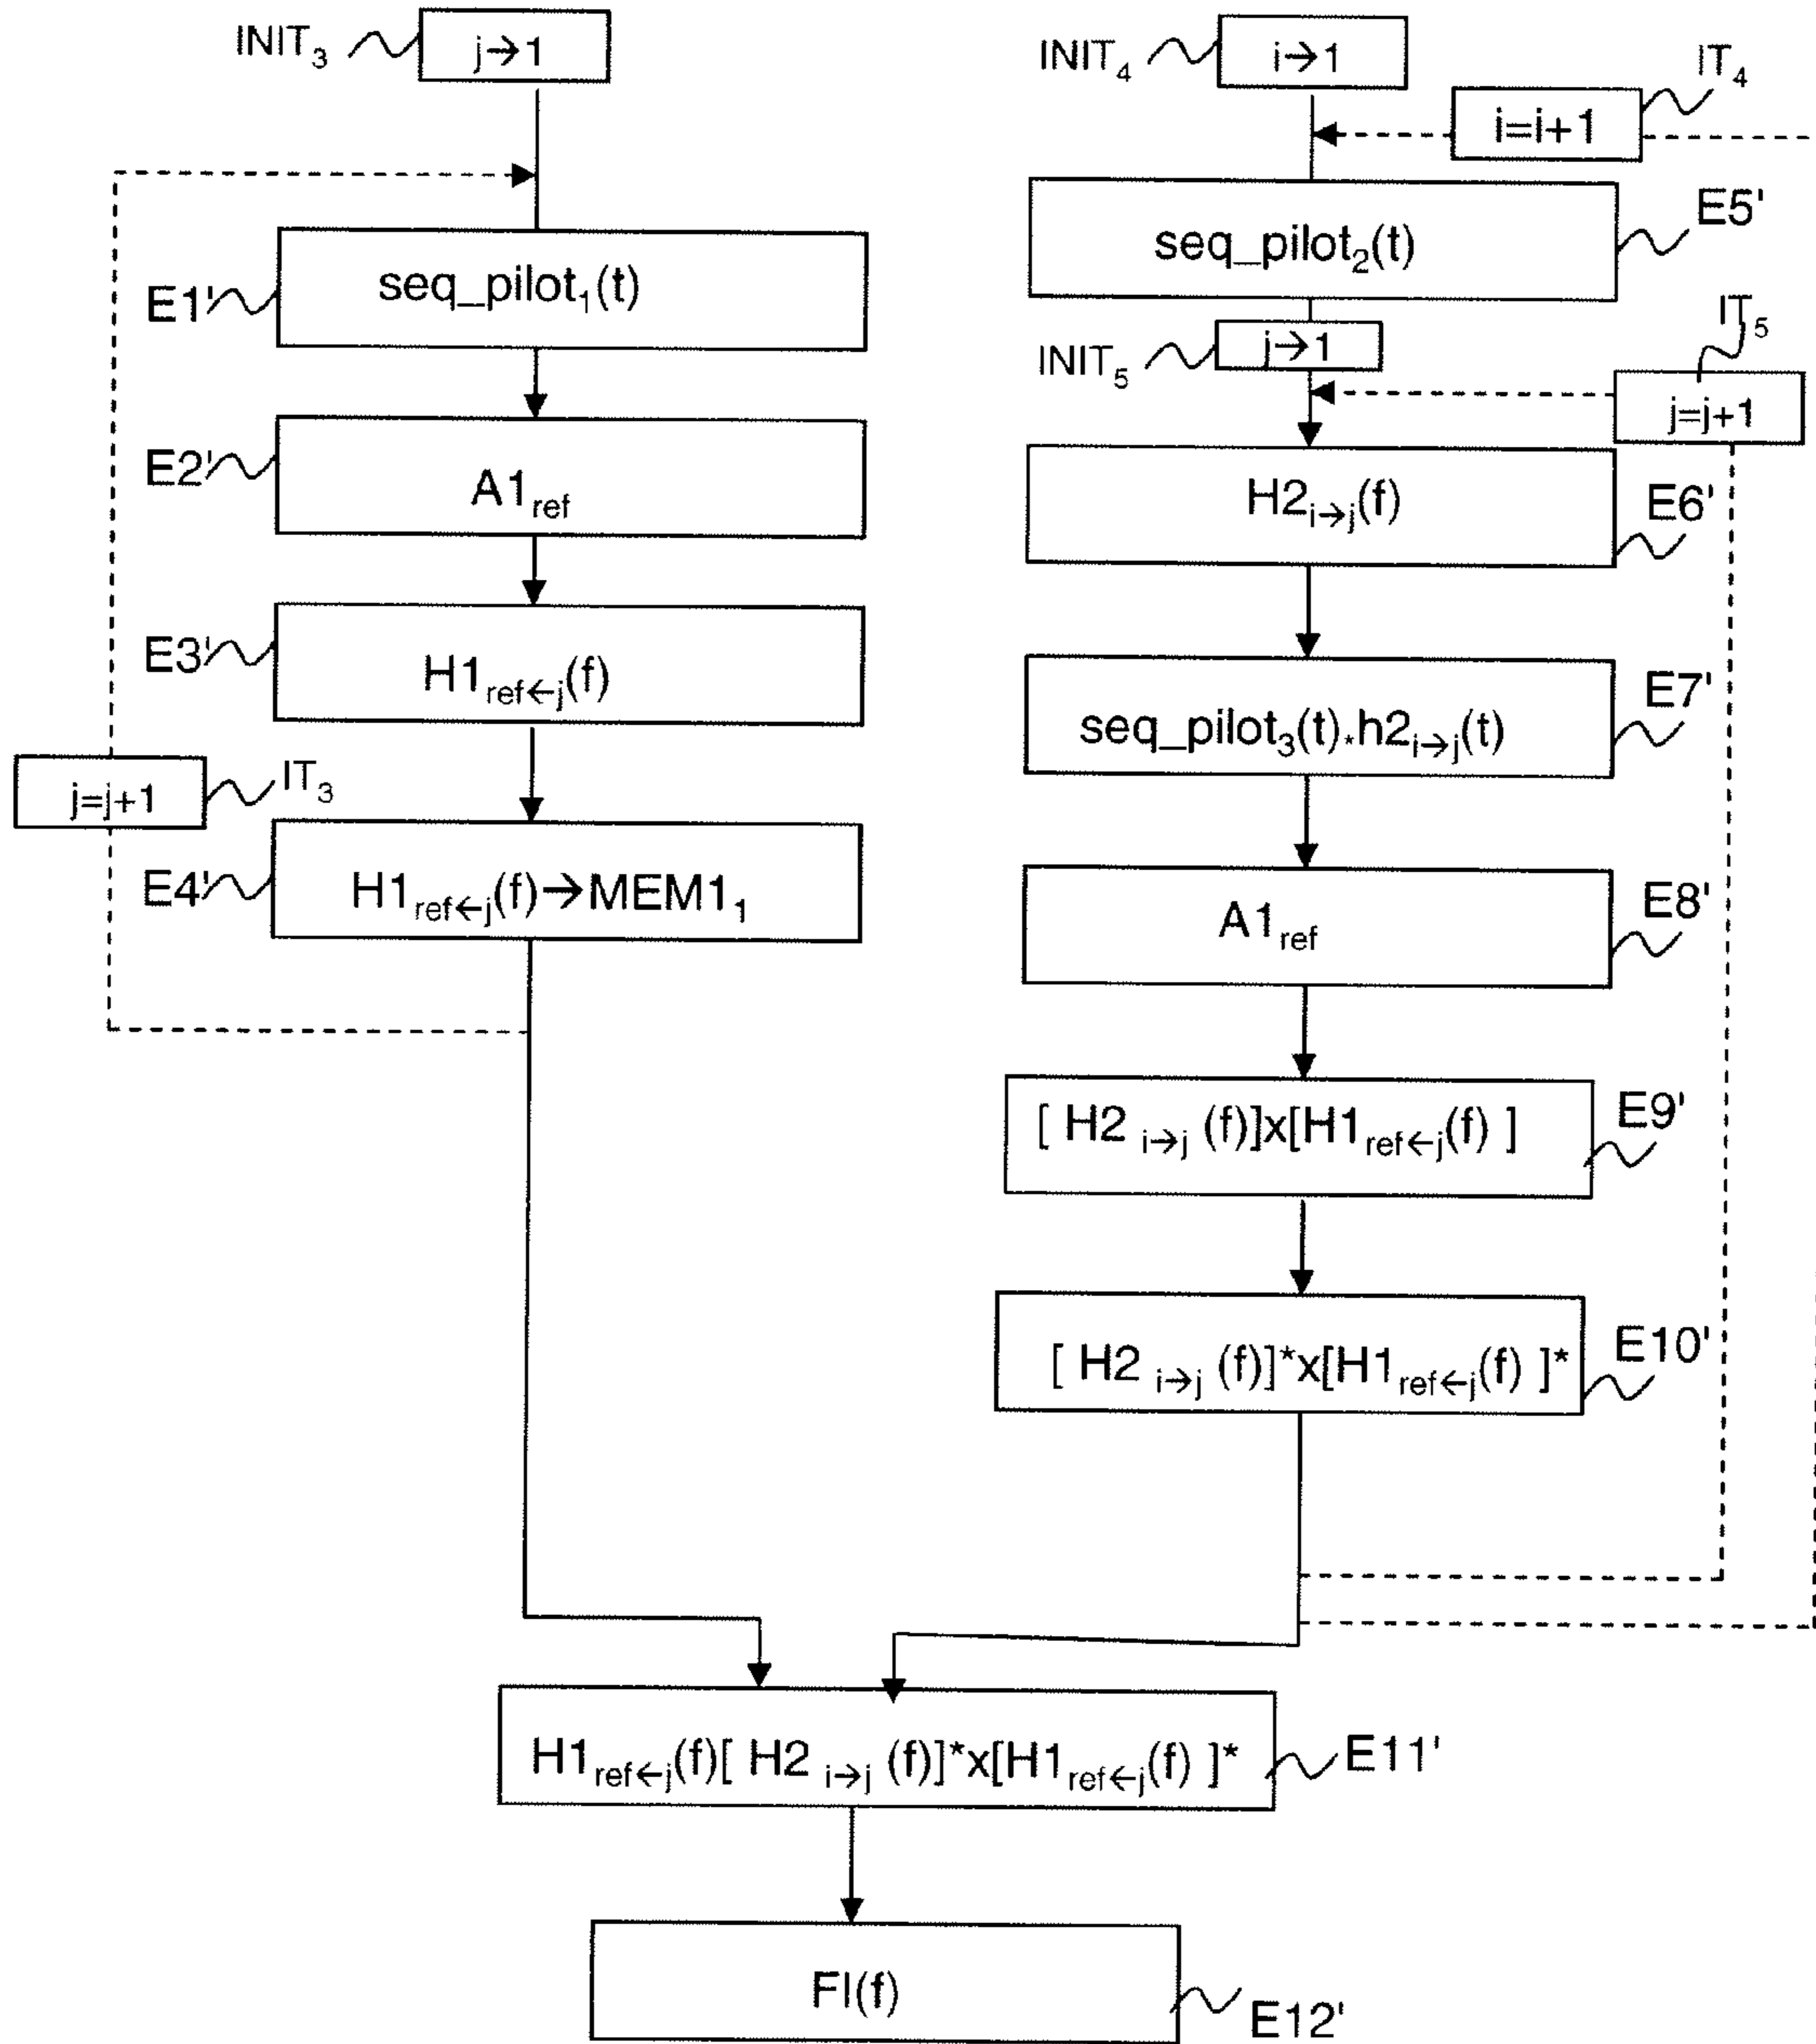 INIT₃
j→1
E1'
seq_pilot₁(t)
E2'
A1ref
E3'
H1ref←j(f)
j=j+1
IT₃
E4'
H1ref←j(f)→MEM1₁
INIT₄
i→1
IT₄
i=i+1
seq_pilot₂(t)
E5'
INIT₅
j→1
IT₅
j=j+1
H2i→j(f)
E6'
seq_pilot₃(t)*h2i→j(t)
E7'
A1ref
E8'
[ H2 i→j (f)]x[H1ref←j(f) ]
E9'
[ H2 i→j (f)]*x[H1ref←j(f) ]*
E10'
H1ref←j(f)[ H2 i→j (f)]*x[H1ref←j(f) ]*
E11'
FI(f)
E12'